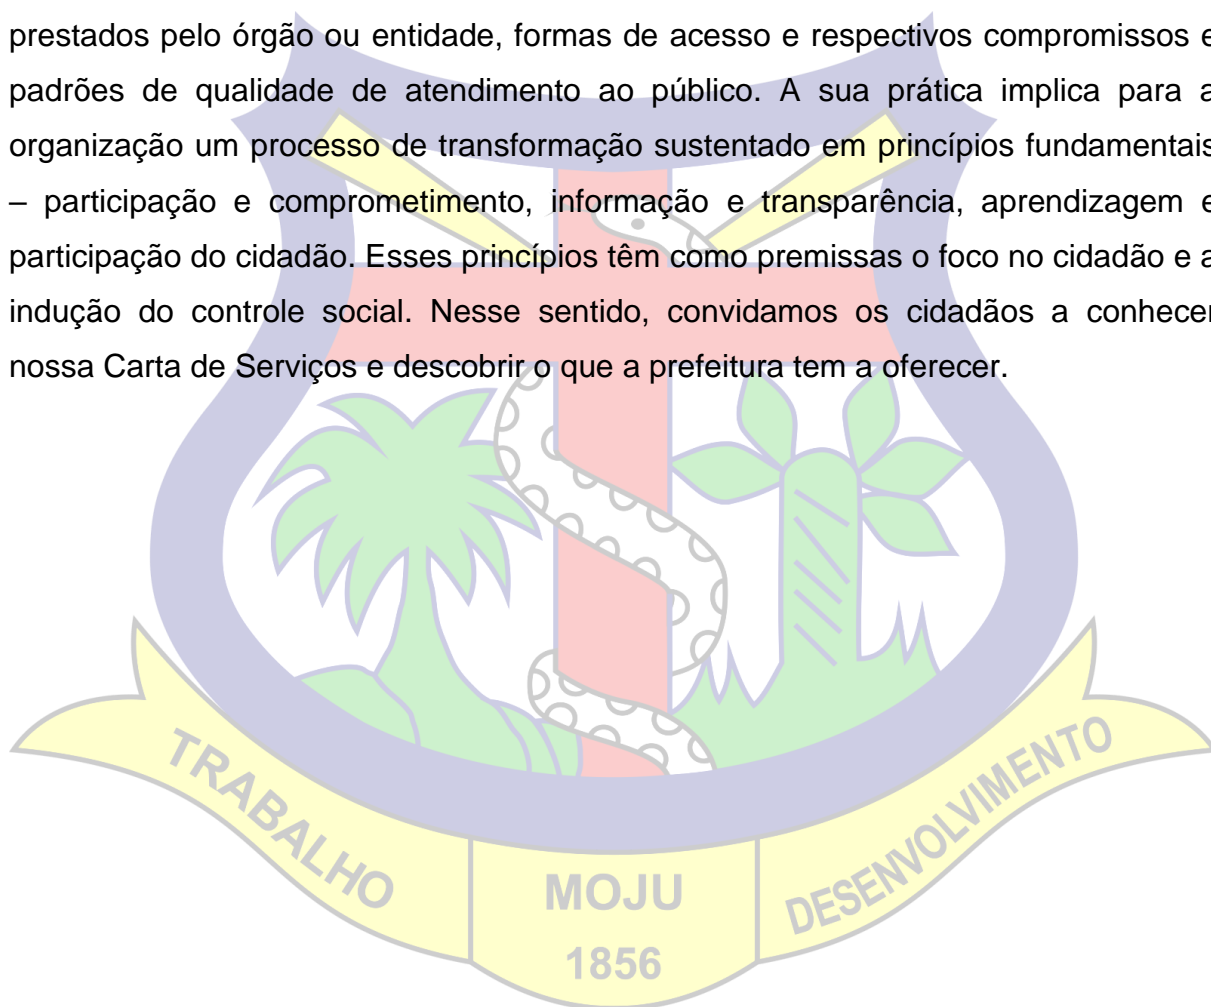 prestados pelo órgão ou entidade, formas de acesso e respectivos compromissos e
padrões de qualidade de atendimento ao público. A sua prática implica para a
organização um processo de transformação sustentado em princípios fundamentais
– participação e comprometimento, informação e transparência, aprendizagem e
participação do cidadão. Esses princípios têm como premissas o foco no cidadão e a
indução do controle social. Nesse sentido, convidamos os cidadãos a conhecer
nossa Carta de Serviços e descobrir o que a prefeitura tem a oferecer.
TRABALHO
MOJU
1856
DESENVOLVIMENTO